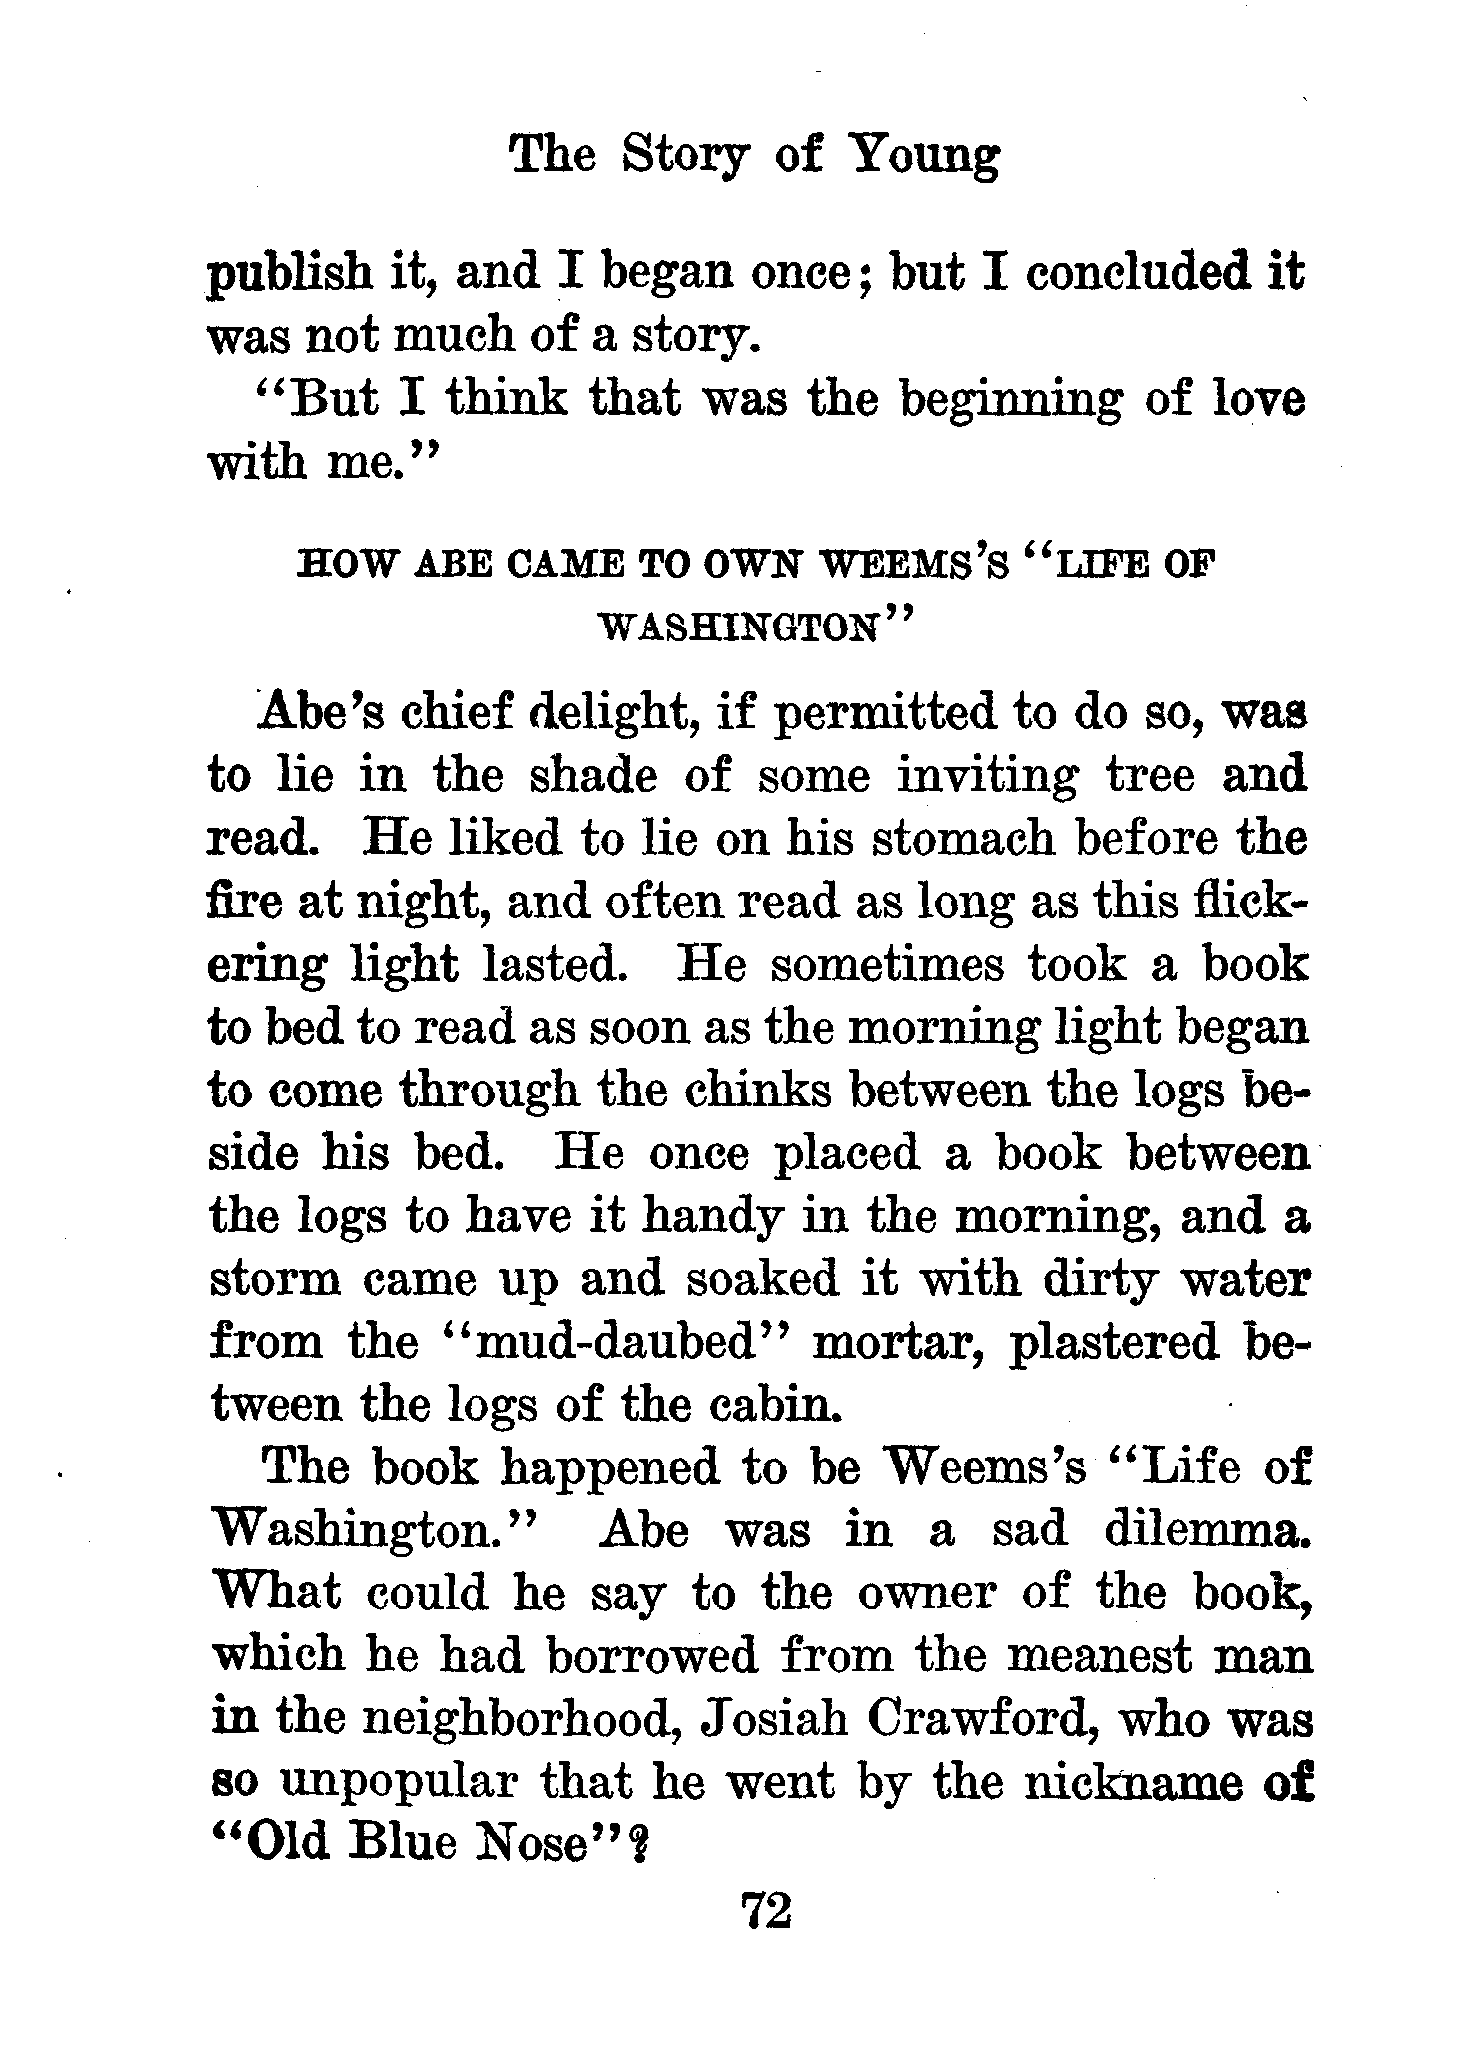 The Story of Young
publish it, and I began once; but I concluded it
was not much of a story.
“But I think that was the beginning of love
with me.”
HOW ABE CAME TO OWN WEEMS’S “LIFE OF
WASHINGTON”
Abe’s chief delight, if permitted to do so, was
to lie in the shade of some inviting tree and
read. He liked to lie on his stomach before the
fire at night, and often read as long as this flick-
ering light lasted. He sometimes took a book
to bed to read as soon as the morning light began
to come through the chinks between the logs be-
side his bed. He once placed a book between
the logs to have it handy in the morning, and a
storm came up and soaked it with dirty water
from the “mud-daubed” mortar, plastered be-
tween the logs of the cabin.
The book happened to be Weems’s “Life of
Washington.” Abe was in a sad dilemma.
What could he say to the owner of the book,
which he had borrowed from the meanest man
in the neighborhood, Josiah Crawford, who was
so unpopular that he went by the nickname of
“Old Blue Nose”?
72